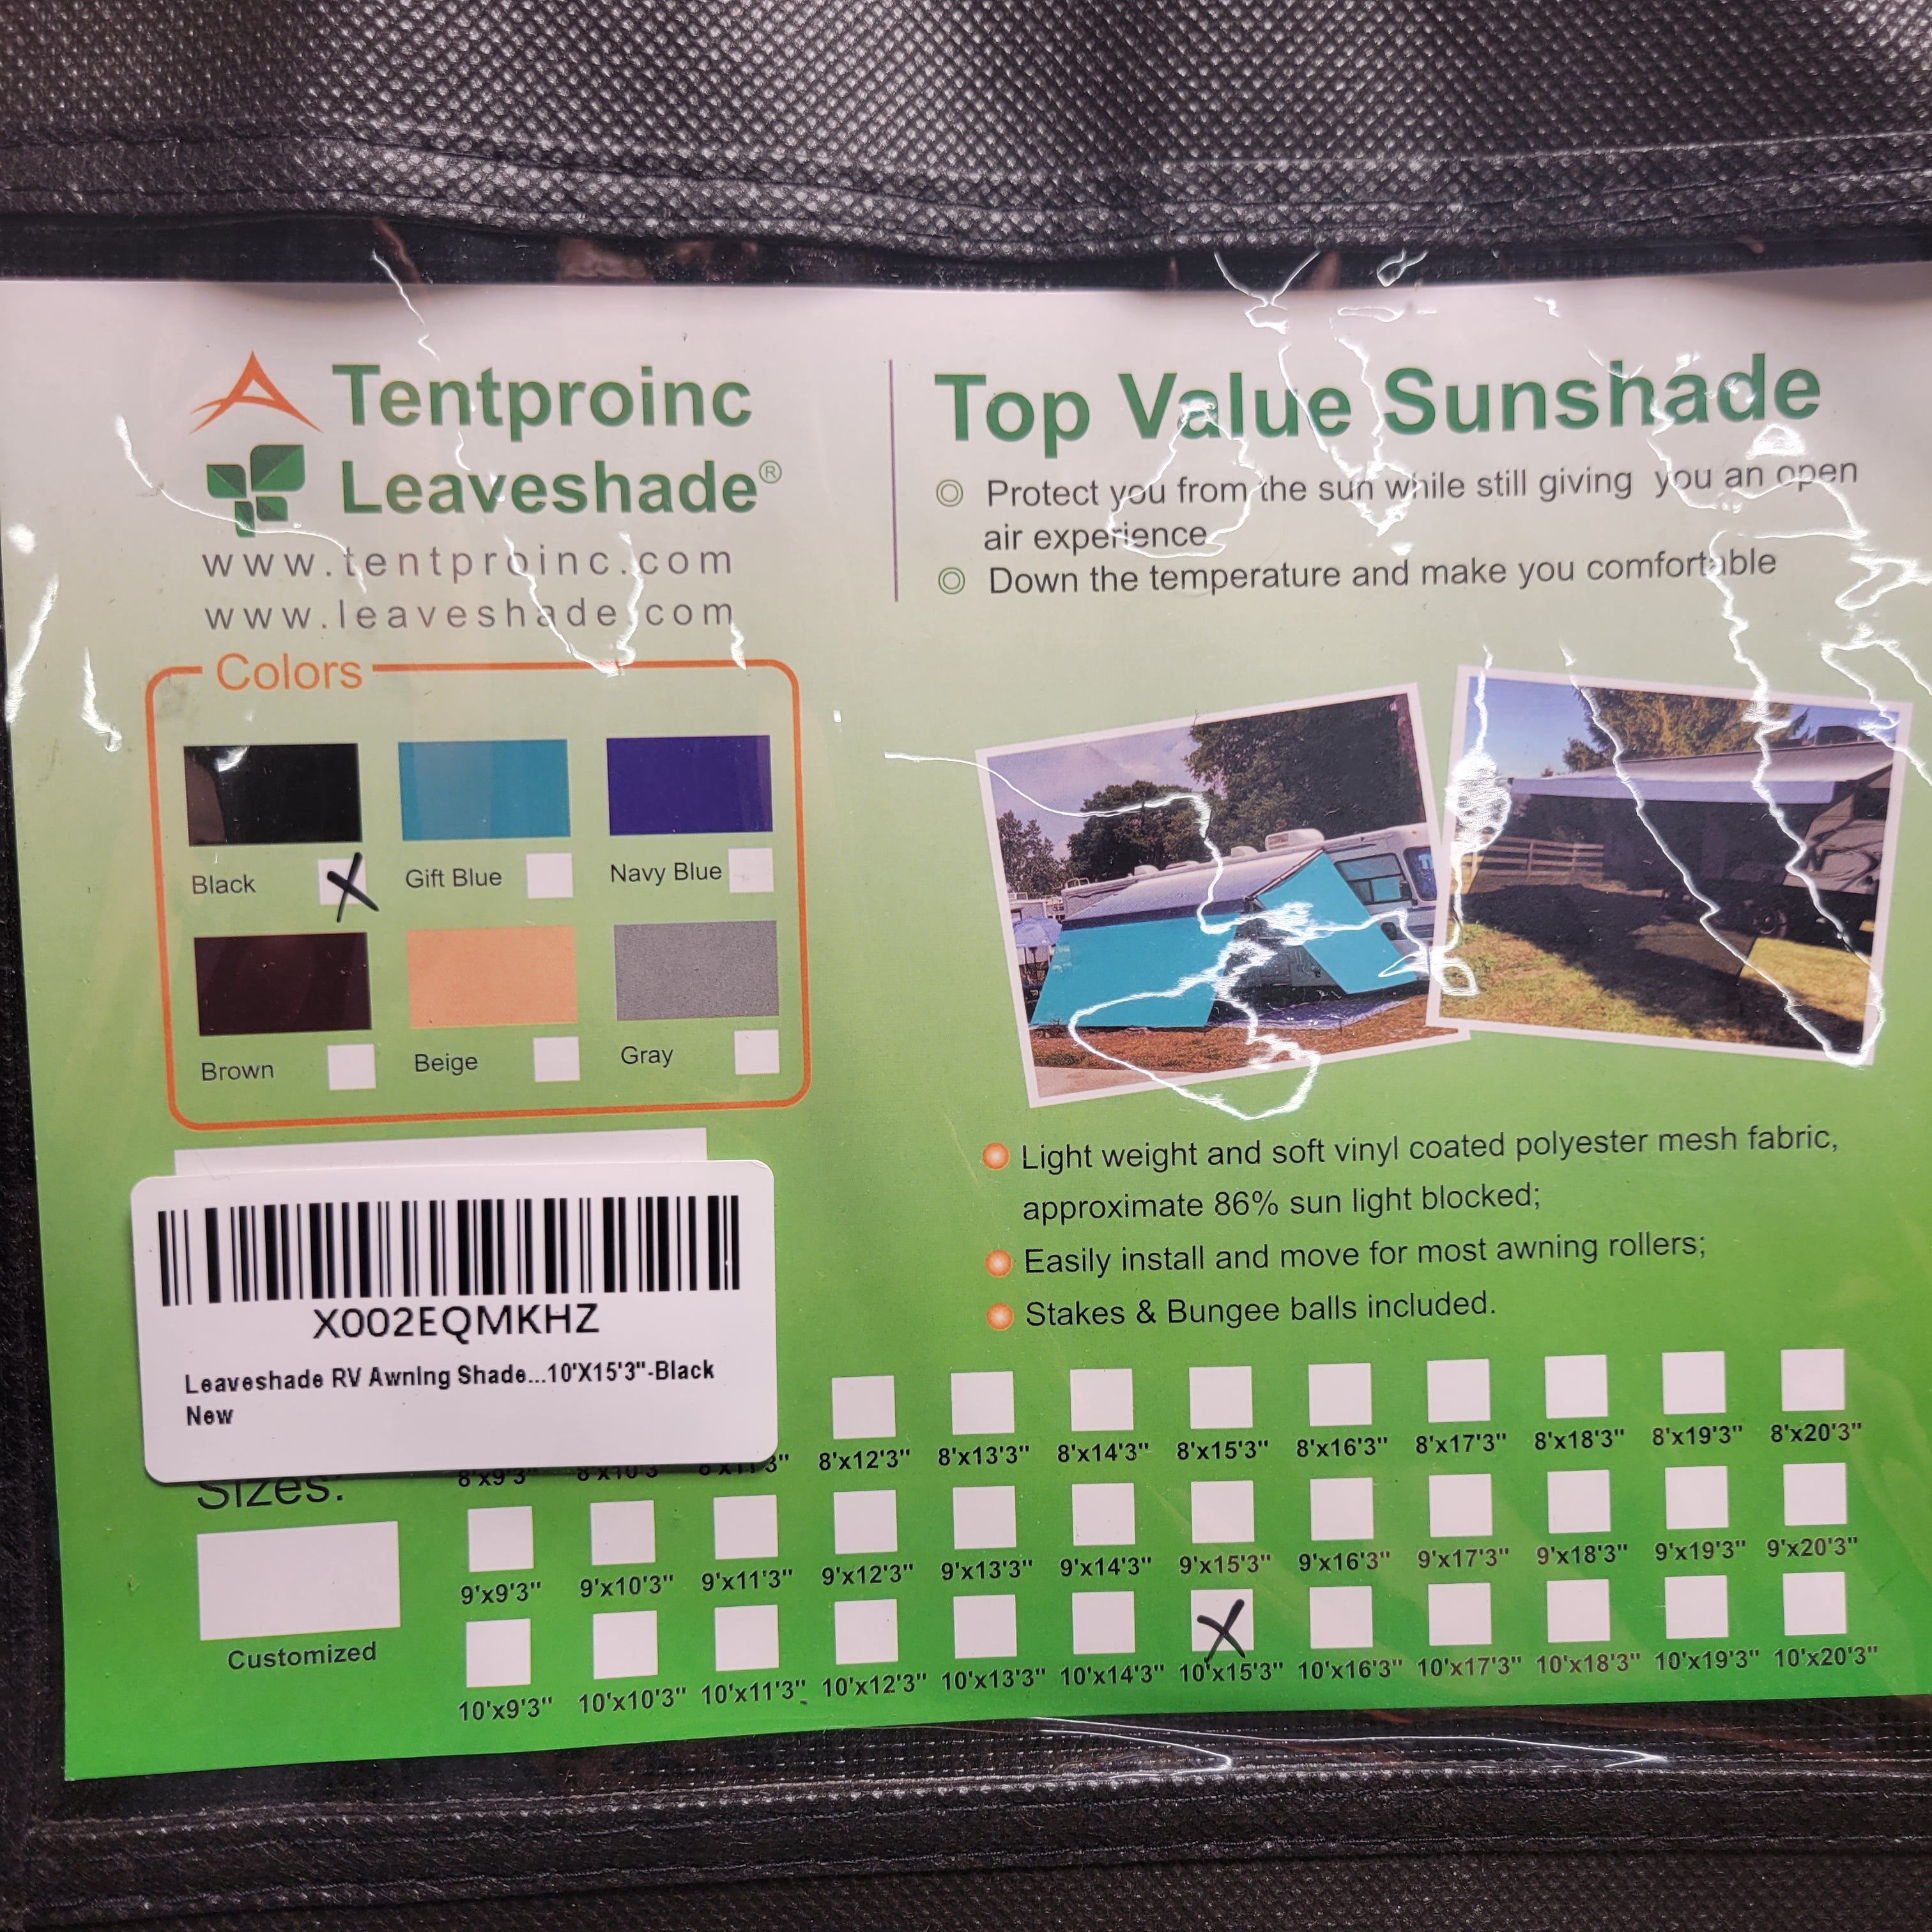 Tentproinc
Leaveshade®
www.tentproinc.com
www.leaveshade.com
Top Value Sunshade
Protect you from the sun while still giving you an open
air experience
Down the temperature and make you comfortable
Colors
Black
Gift Blue
Navy Blue
Brown
Beige
Gray
Light weight and soft vinyl coated polyester mesh fabric,
approximate 86% sun light blocked;
Easily install and move for most awning rollers;
Stakes & Bungee balls included.
X002EQMKHZ
Leaveshade RV Awning Shade...10'X15'3"-Black
New
8'x9'3" 8'x10'3" 8'x11'3" 8'x12'3" 8'x13'3" 8'x14'3" 8'x15'3" 8'x16'3" 8'x17'3" 8'x18'3" 8'x19'3" 8'x20'3"
Sizes:
9'x9'3" 9'x10'3" 9'x11'3" 9'x12'3" 9'x13'3" 9'x14'3" 9'x15'3" 9'x16'3" 9'x17'3" 9'x18'3" 9'x19'3" 9'x20'3"
Customized
10'x9'3" 10'x10'3" 10'x11'3" 10'x12'3" 10'x13'3" 10'x14'3" 10'x15'3" 10'x16'3" 10'x17'3" 10'x18'3" 10'x19'3" 10'x20'3"